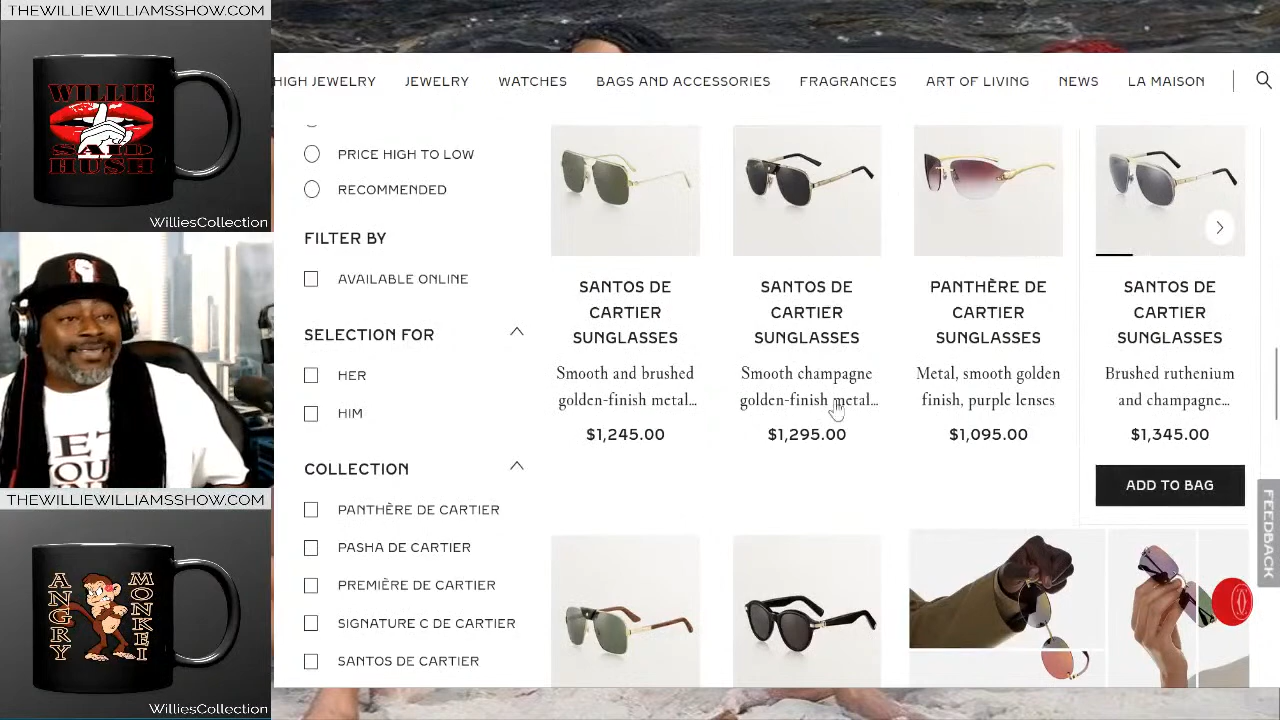 THEWILLIEWILLIAMSSHOW.COM
WILLIE
SAID
HUSH
WilliesCollection
THEWILLIEWILLIAMSSHOW.COM
ANGRY
MONKEI
WilliesCollection
HIGH JEWELRY JEWELRY WATCHES BAGS AND ACCESSORIES FRAGRANCES ART OF LIVING NEWS LA MAISON
PRICE HIGH TO LOW
RECOMMENDED
FILTER BY
AVAILABLE ONLINE
SELECTION FOR
HER
HIM
COLLECTION
PANTHÈRE DE CARTIER
PASHA DE CARTIER
PREMIÈRE DE CARTIER
SIGNATURE C DE CARTIER
SANTOS DE CARTIER
SANTOS DE
CARTIER
SUNGLASSES
Smooth and brushed
golden-finish metal...
$1,245.00
SANTOS DE
CARTIER
SUNGLASSES
Smooth champagne
golden-finish metal...
$1,295.00
PANTHÈRE DE
CARTIER
SUNGLASSES
Metal, smooth golden
finish, purple lenses
$1,095.00
SANTOS DE
CARTIER
SUNGLASSES
Brushed ruthenium
and champagne...
$1,345.00
ADD TO BAG
FEEDBACK